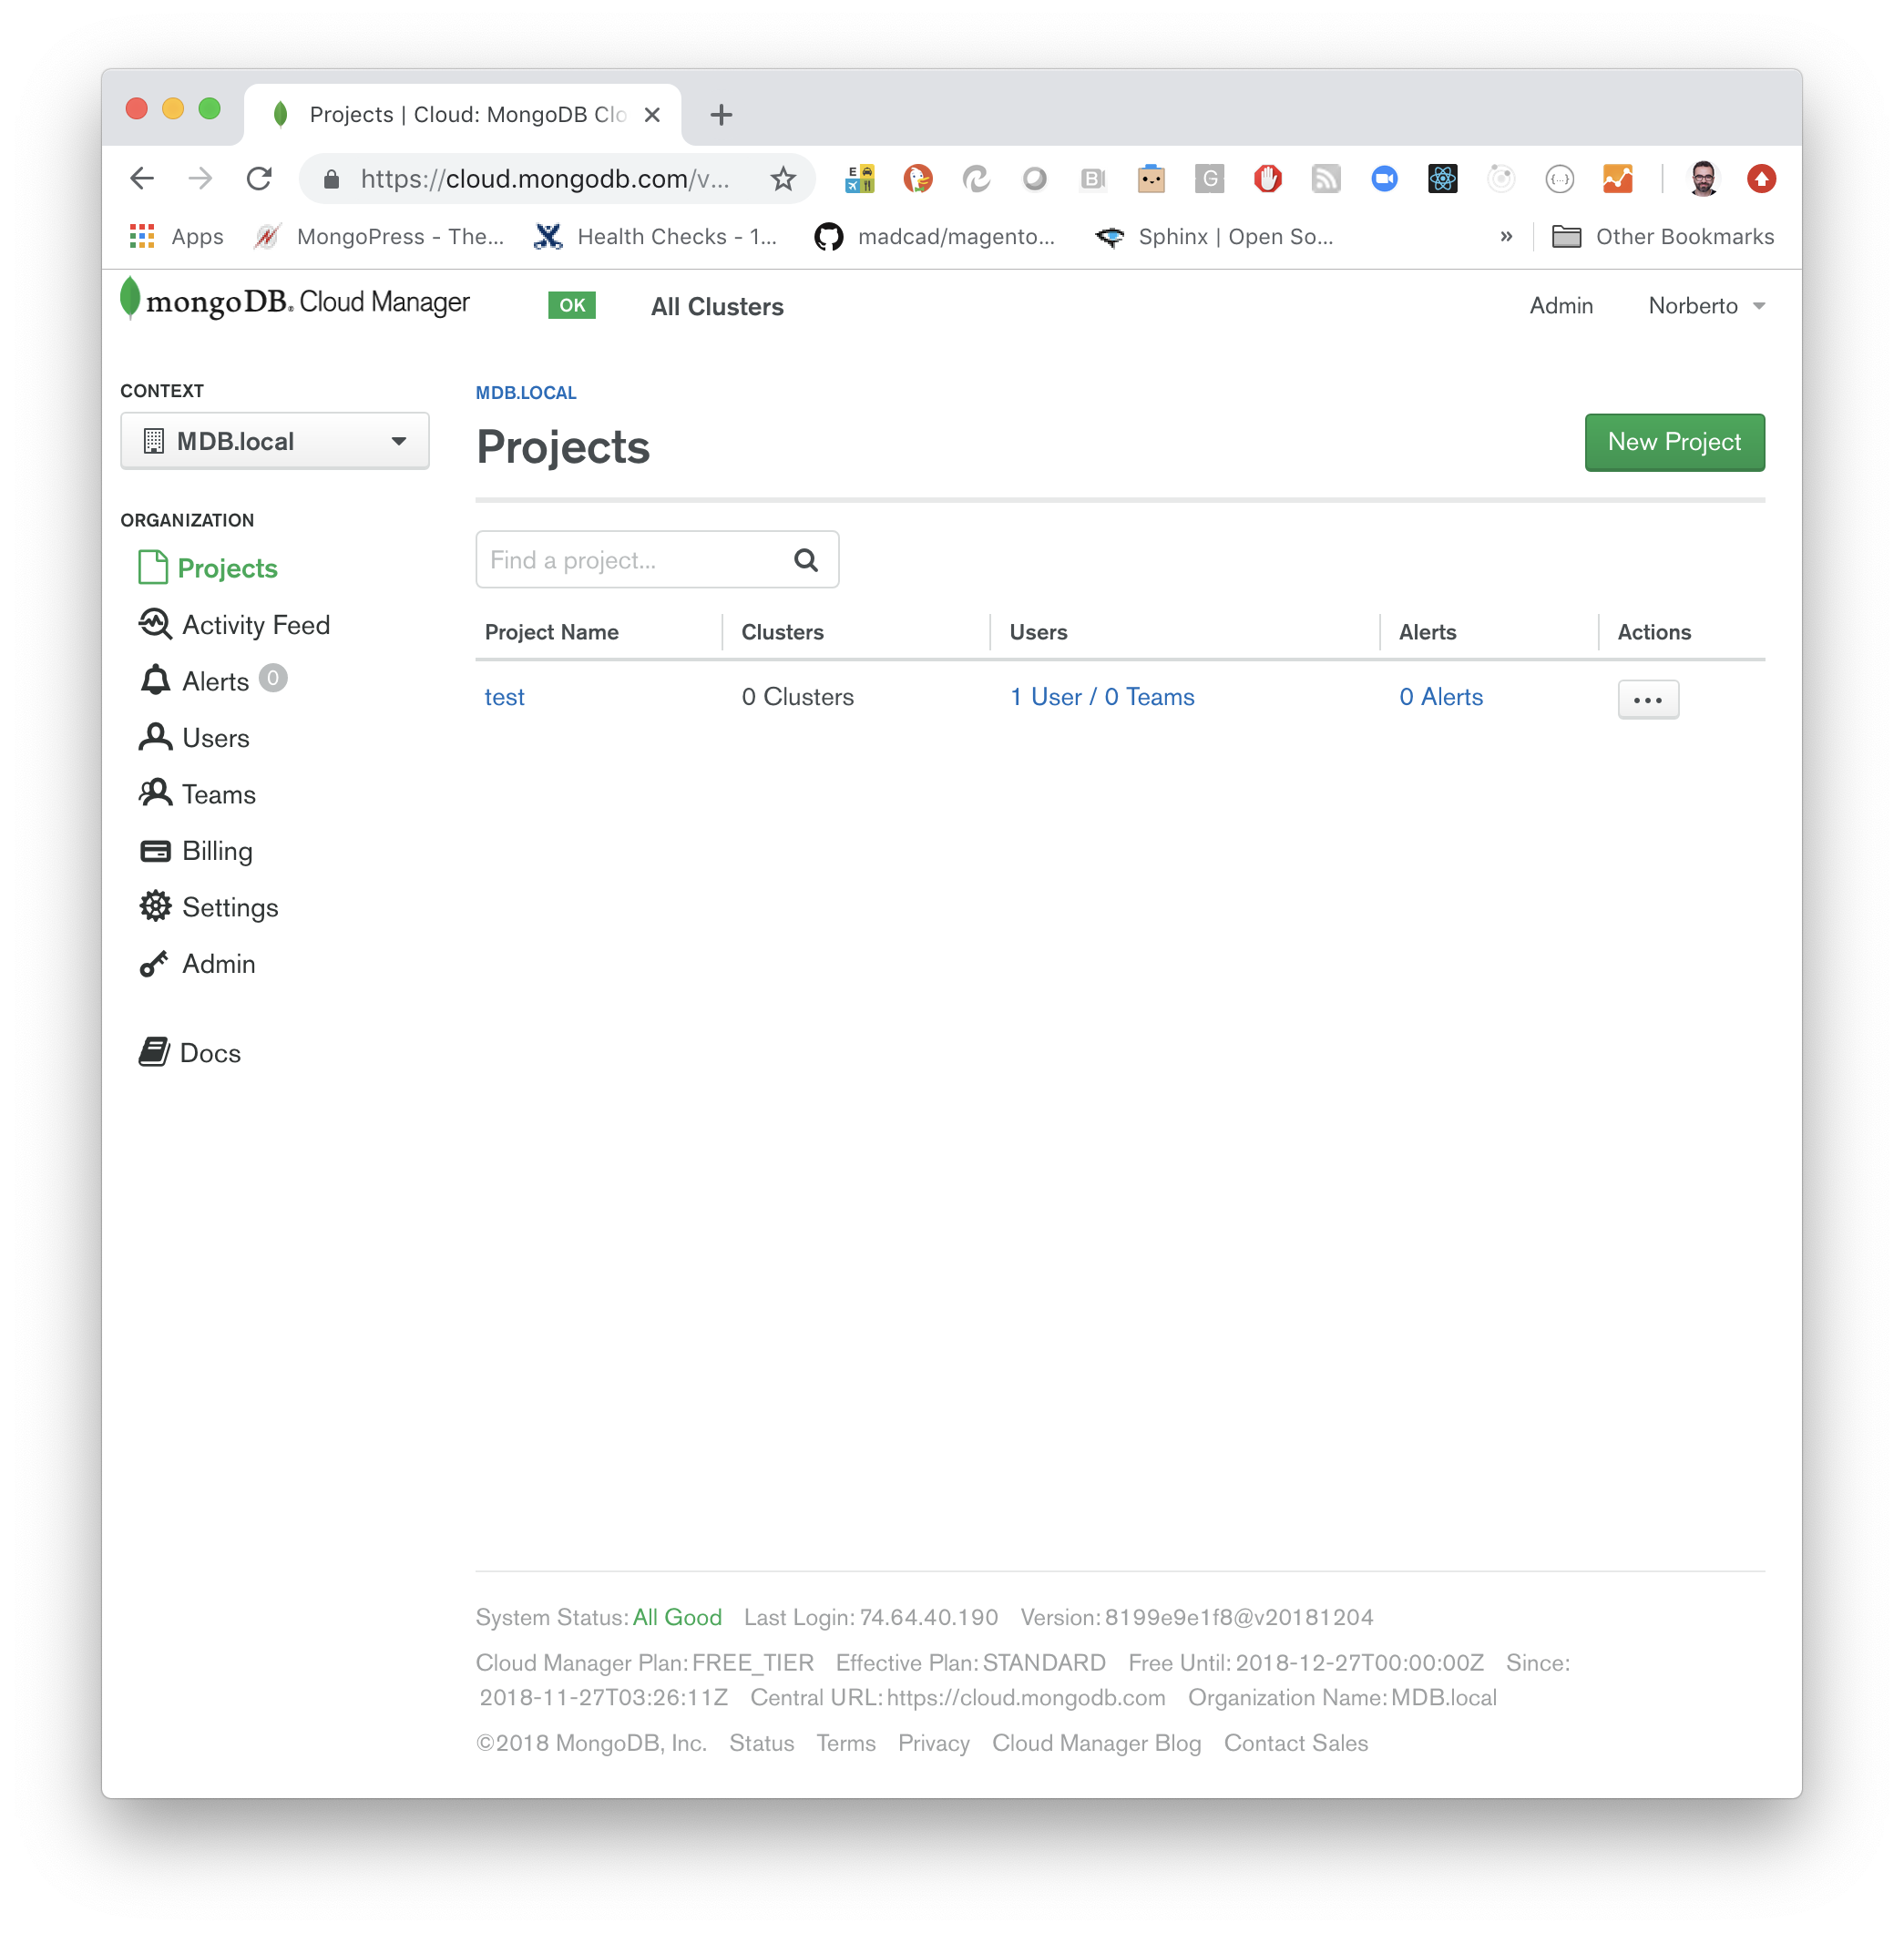 Projects | Cloud: MongoDB Clo
https://cloud.mongodb.com/v...
Apps MongoPress - The... Health Checks - 1... madcad/magento... Sphinx | Open So... » Other Bookmarks
mongoDB. Cloud Manager OK All Clusters Admin Norberto
CONTEXT
MDB.local
ORGANIZATION
Projects
Activity Feed
Alerts 0
Users
Teams
Billing
Settings
Admin
Docs
MDB.LOCAL
Projects
New Project
Find a project...
Project Name Clusters Users Alerts Actions
test 0 Clusters 1 User / 0 Teams 0 Alerts ...
System Status: All Good Last Login: 74.64.40.190 Version: 8199e9e1f8@v20181204
Cloud Manager Plan: FREE_TIER Effective Plan: STANDARD Free Until: 2018-12-27T00:00:00Z Since:
2018-11-27T03:26:11Z Central URL: https://cloud.mongodb.com Organization Name: MDB.local
©2018 MongoDB, Inc. Status Terms Privacy Cloud Manager Blog Contact Sales